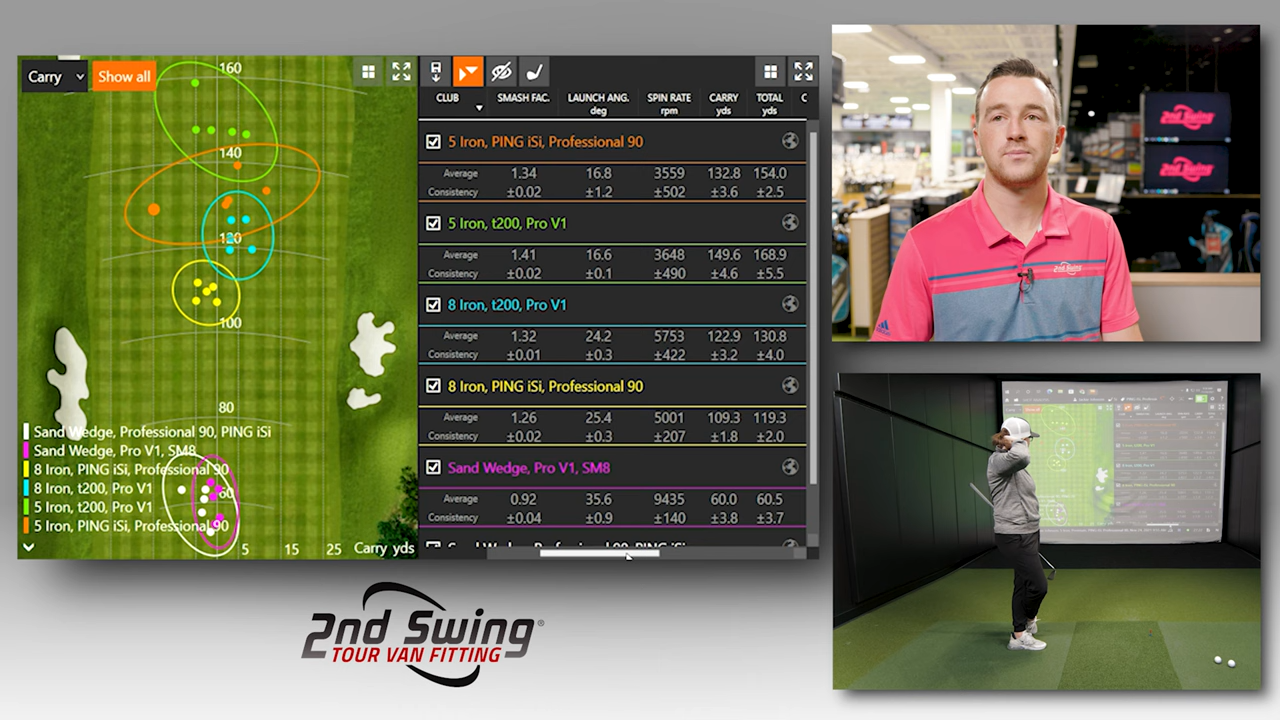 Carry
Show all
160
140
120
100
80
60
Sand Wedge, Professional 90, PING iSi
Sand Wedge, Pro V1, SM8
8 Iron, PING iSi, Professional 90
8 Iron, t200, Pro V1
5 Iron, t200, Pro V1
5 Iron, PING iSi, Professional 90
5 15 25 Carry yds
CLUB SMASH FAC. LAUNCH ANG. SPIN RATE CARRY TOTAL C
deg rpm yds yds
5 Iron, PING iSi, Professional 90
Average 1.34 16.8 3559 132.8 154.0
Consistency ±0.02 ±1.2 ±502 ±3.6 ±2.5
5 Iron, t200, Pro V1
Average 1.41 16.6 3648 149.6 168.9
Consistency ±0.02 ±0.1 ±490 ±4.6 ±5.5
8 Iron, t200, Pro V1
Average 1.32 24.2 5753 122.9 130.8
Consistency ±0.01 ±0.3 ±422 ±3.2 ±4.0
8 Iron, PING iSi, Professional 90
Average 1.26 25.4 5001 109.3 119.3
Consistency ±0.02 ±0.3 ±207 ±1.8 ±2.0
Sand Wedge, Pro V1, SM8
Average 0.92 35.6 9435 60.0 60.5
Consistency ±0.04 ±0.9 ±140 ±3.8 ±3.7
2nd Swing
2nd Swing
2nd Swing
adidas
2nd Swing®
TOUR VAN FITTING